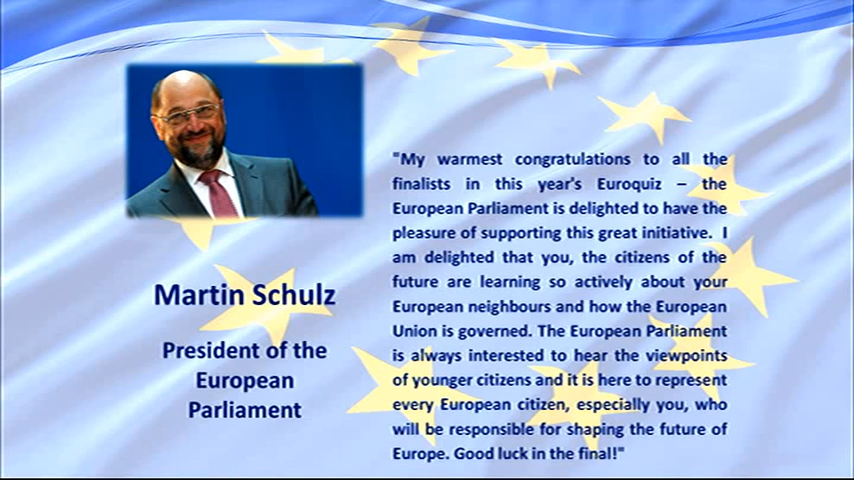 Martin Schulz
President of the
European
Parliament
"My warmest congratulations to all the
finalists in this year's Euroquiz – the
European Parliament is delighted to have the
pleasure of supporting this great initiative. I
am delighted that you, the citizens of the
future are learning so actively about your
European neighbours and how the European
Union is governed. The European Parliament
is always interested to hear the viewpoints
of younger citizens and it is here to represent
every European citizen, especially you, who
will be responsible for shaping the future of
Europe. Good luck in the final!"